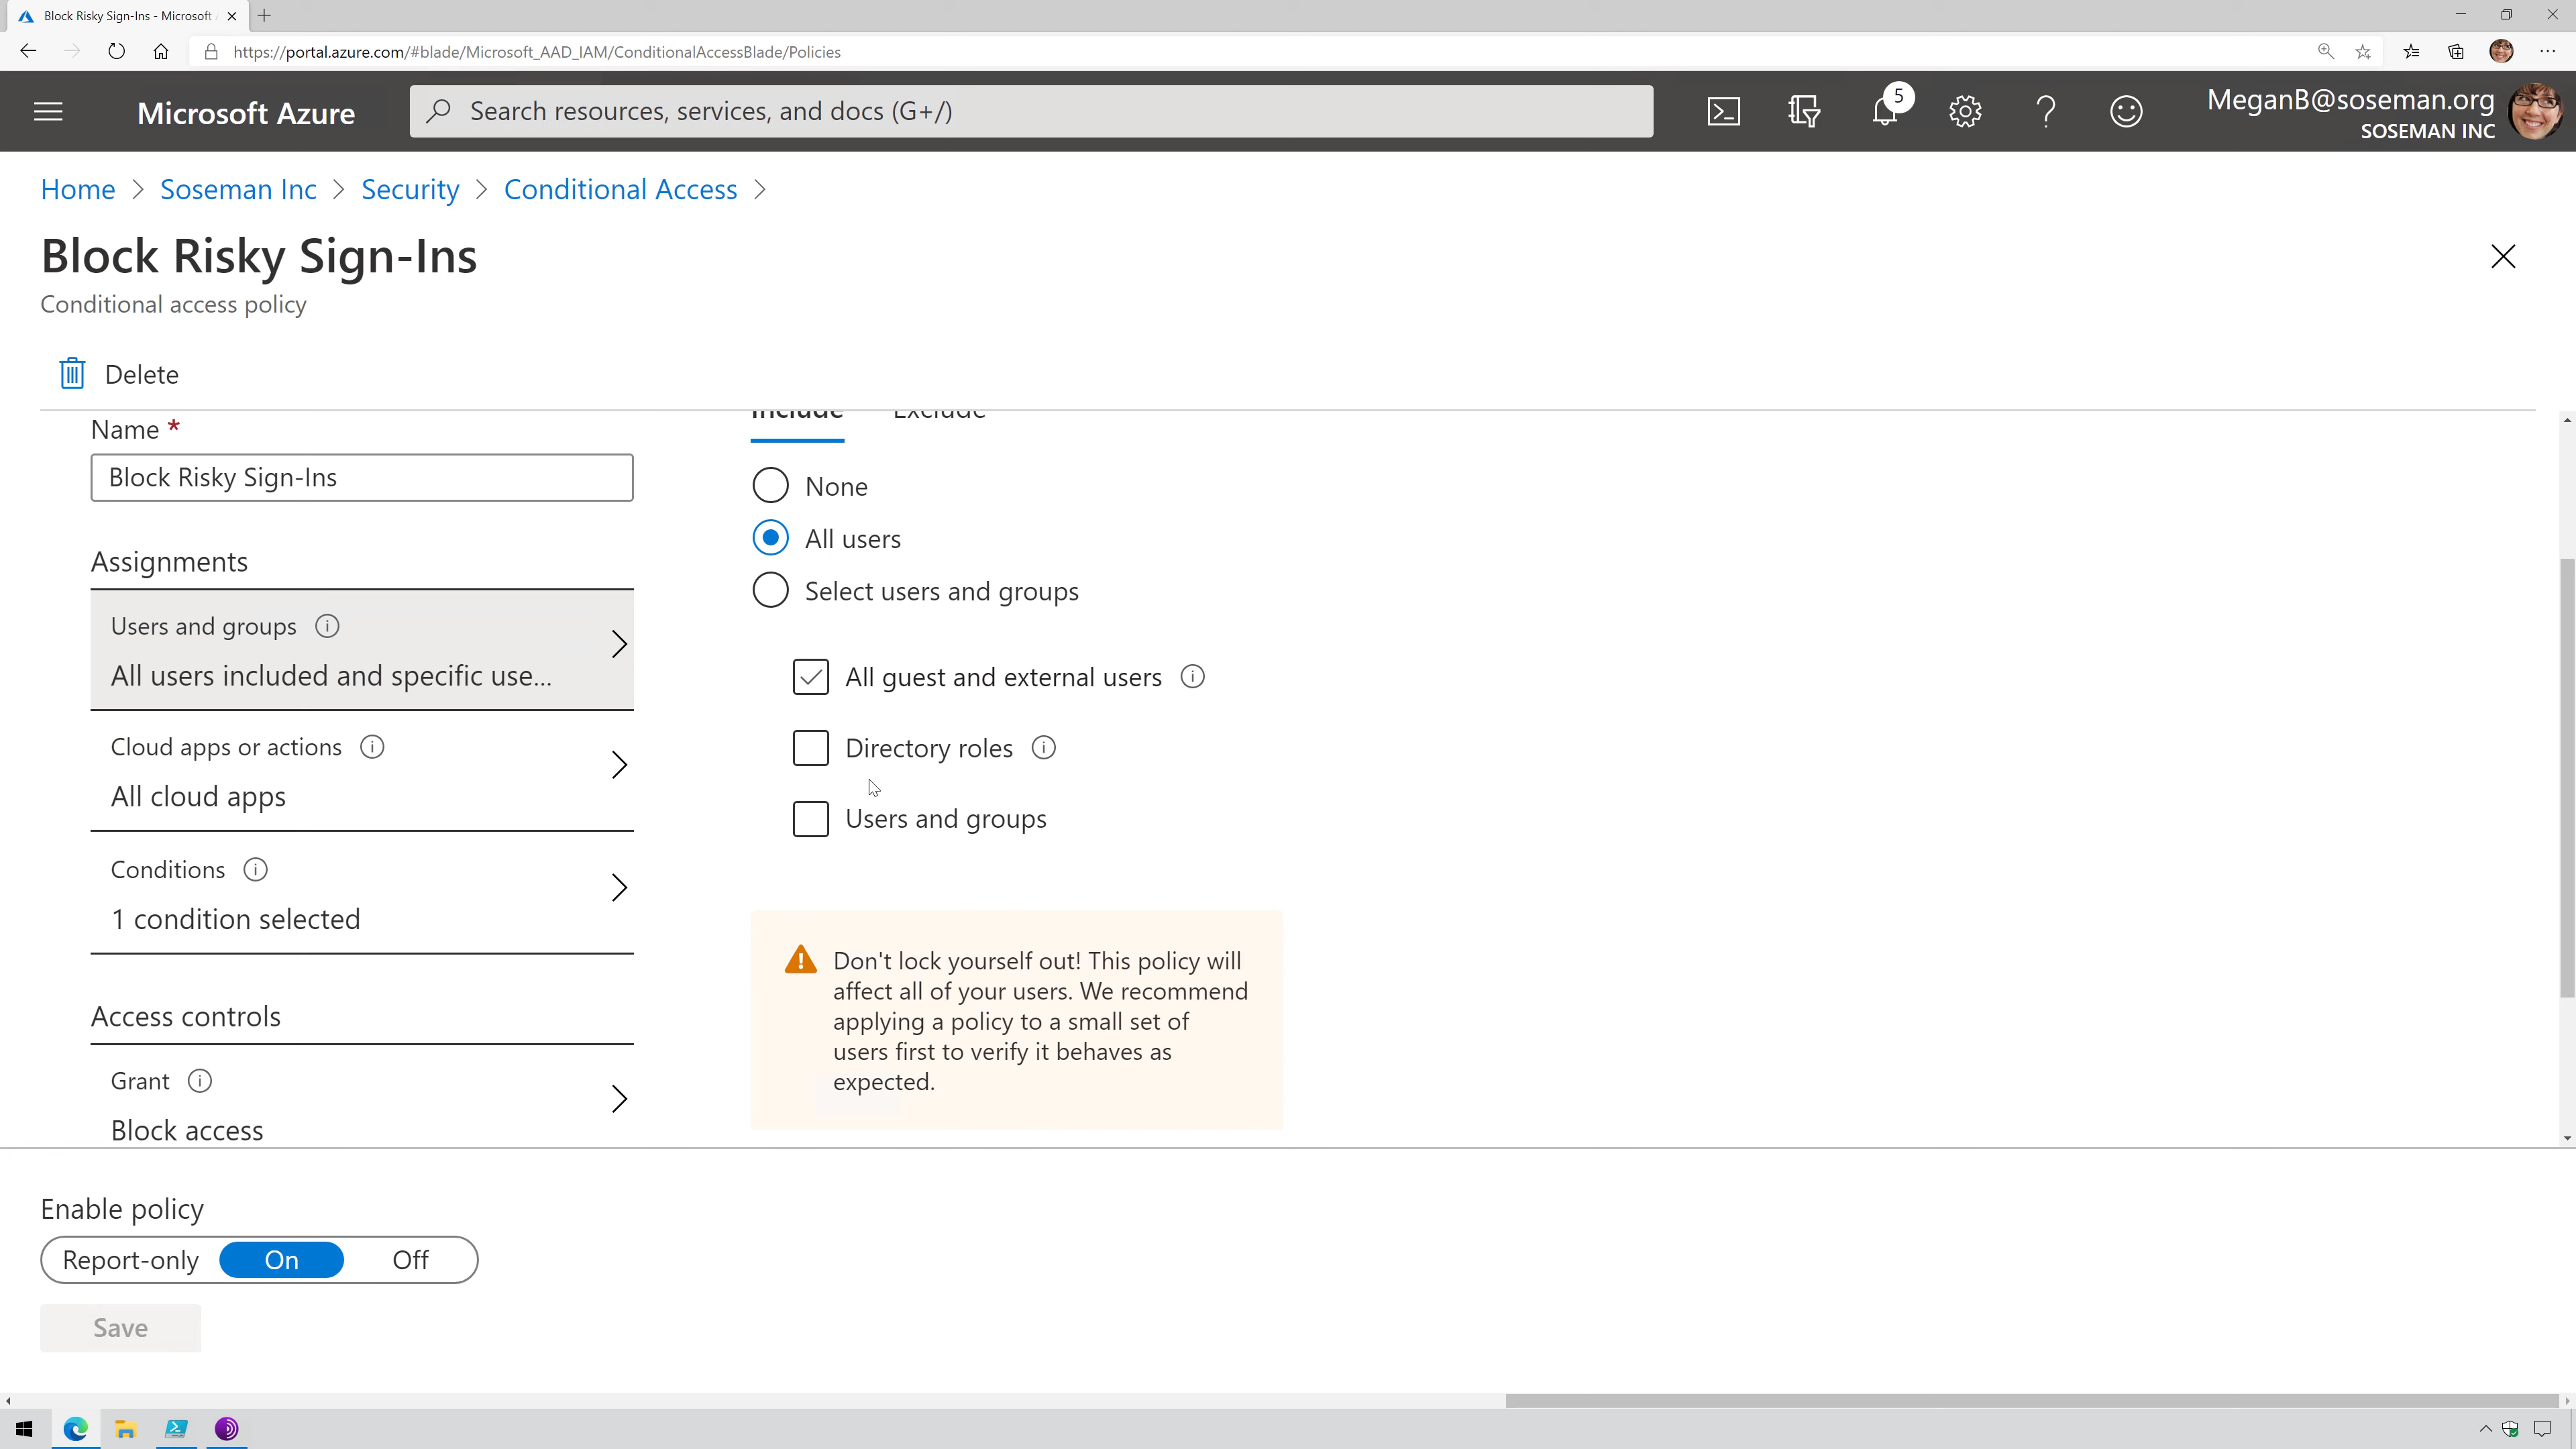 Block Risky Sign-Ins - Microsoft
https://portal.azure.com/#blade/Microsoft_AAD_IAM/ConditionalAccessBlade/Policies
Microsoft Azure
Search resources, services, and docs (G+/)
5
MeganB@soseman.org
SOSEMAN INC
Home > Soseman Inc > Security > Conditional Access >
Block Risky Sign-Ins
Conditional access policy
Delete
Include Exclude
Name *
Block Risky Sign-Ins
Assignments
Users and groups
All users included and specific use...
Cloud apps or actions
All cloud apps
Conditions
1 condition selected
Access controls
Grant
Block access
None
All users
Select users and groups
All guest and external users
Directory roles
Users and groups
Don't lock yourself out! This policy will
affect all of your users. We recommend
applying a policy to a small set of
users first to verify it behaves as
expected.
Enable policy
Report-only On Off
Save